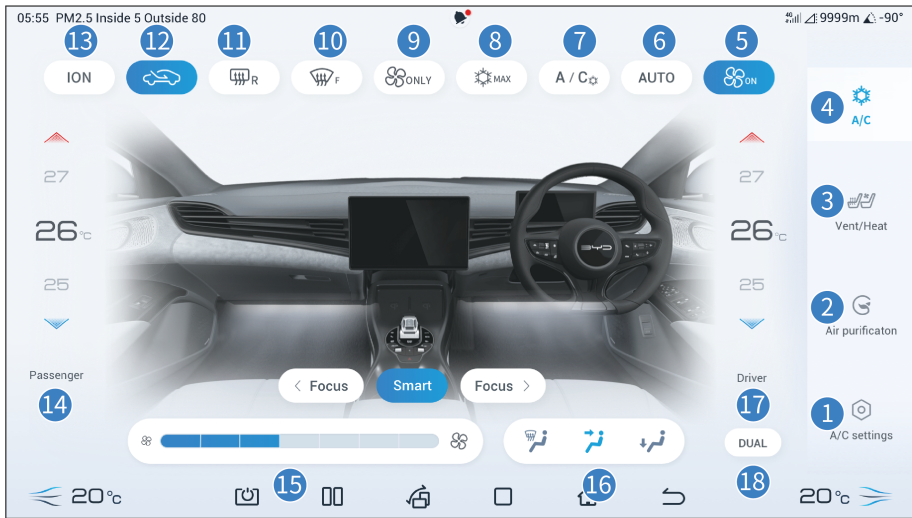 05:55 PM2.5 Inside 5 Outside 80
4G 9999m -90°
13 12 11 10 9 8 7 6 5
ION
R
F
ONLY
MAX
A / C
AUTO
ON
4
A/C
27
26°C
25
27
26°C
25
3
Vent/Heat
BYD
2
Air purificaton
Passenger
14
< Focus
Smart
Focus >
Driver
17
1
A/C settings
DUAL
15
16
18
20°C
20°C